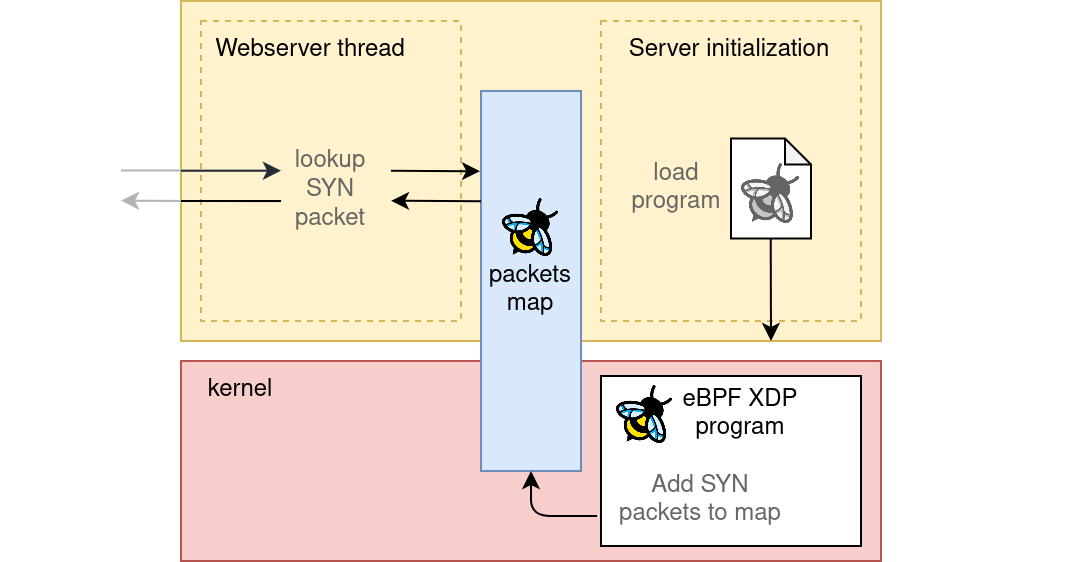 Webserver thread
Server initialization
lookup
SYN
packet
load
program
packets
map
kernel
eBPF XDP
program
Add SYN
packets to map